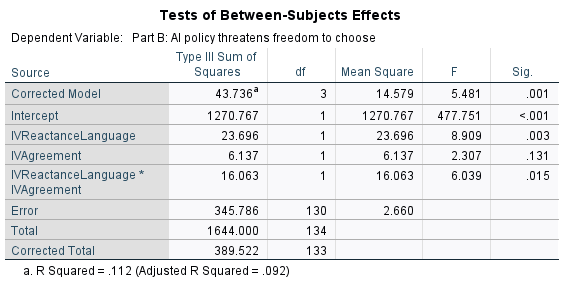 Tests of Between-Subjects Effects
Dependent Variable: Part B: AI policy threatens freedom to choose
Source Type III Sum of Squares df Mean Square F Sig.
Corrected Model 43.736a 3 14.579 5.481 .001
Intercept 1270.767 1 1270.767 477.751 <.001
IVReactanceLanguage 23.696 1 23.696 8.909 .003
IVAgreement 6.137 1 6.137 2.307 .131
IVReactanceLanguage * IVAgreement 16.063 1 16.063 6.039 .015
Error 345.786 130 2.660
Total 1644.000 134
Corrected Total 389.522 133
a. R Squared = .112 (Adjusted R Squared = .092)